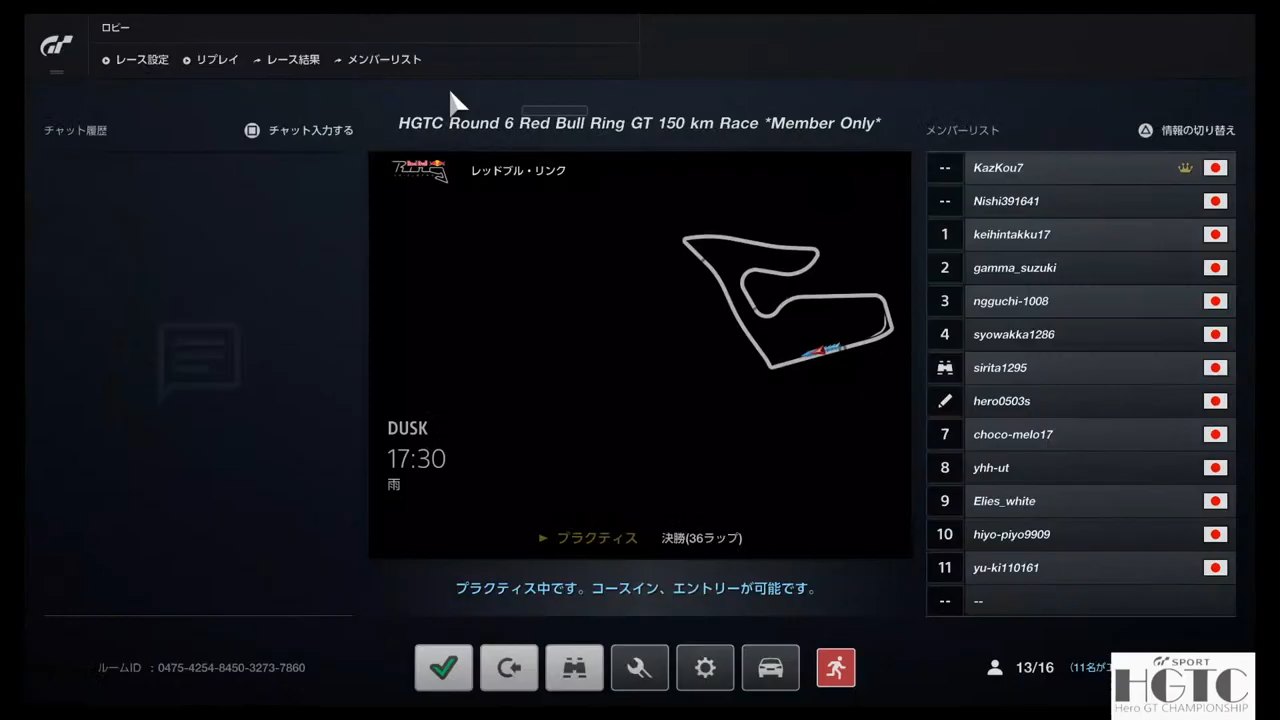 ロビー
レース設定 リプレイ レース結果 メンバーリスト
チャット履歴 チャット入力する
HGTC Round 6 Red Bull Ring GT 150 km Race *Member Only*
メンバーリスト 情報の切り替え
レッドブル・リンク
-- KazKou7
-- Nishi391641
1 keihintakku17
2 gamma_suzuki
3 ngguchi-1008
4 syowakka1286
sirita1295
hero0503s
7 choco-melo17
8 yhh-ut
9 Elies_white
10 hiyo-piyo9909
11 yu-ki110161
-- --
DUSK
17:30
雨
プラクティス 決勝(36ラップ)
プラクティス中です。コースイン、エントリーが可能です。
ルームID : 0475-4254-8450-3273-7860
13/16 (11名が
GT SPORT
HGTC
Hero GT CHAMPIONSHIP